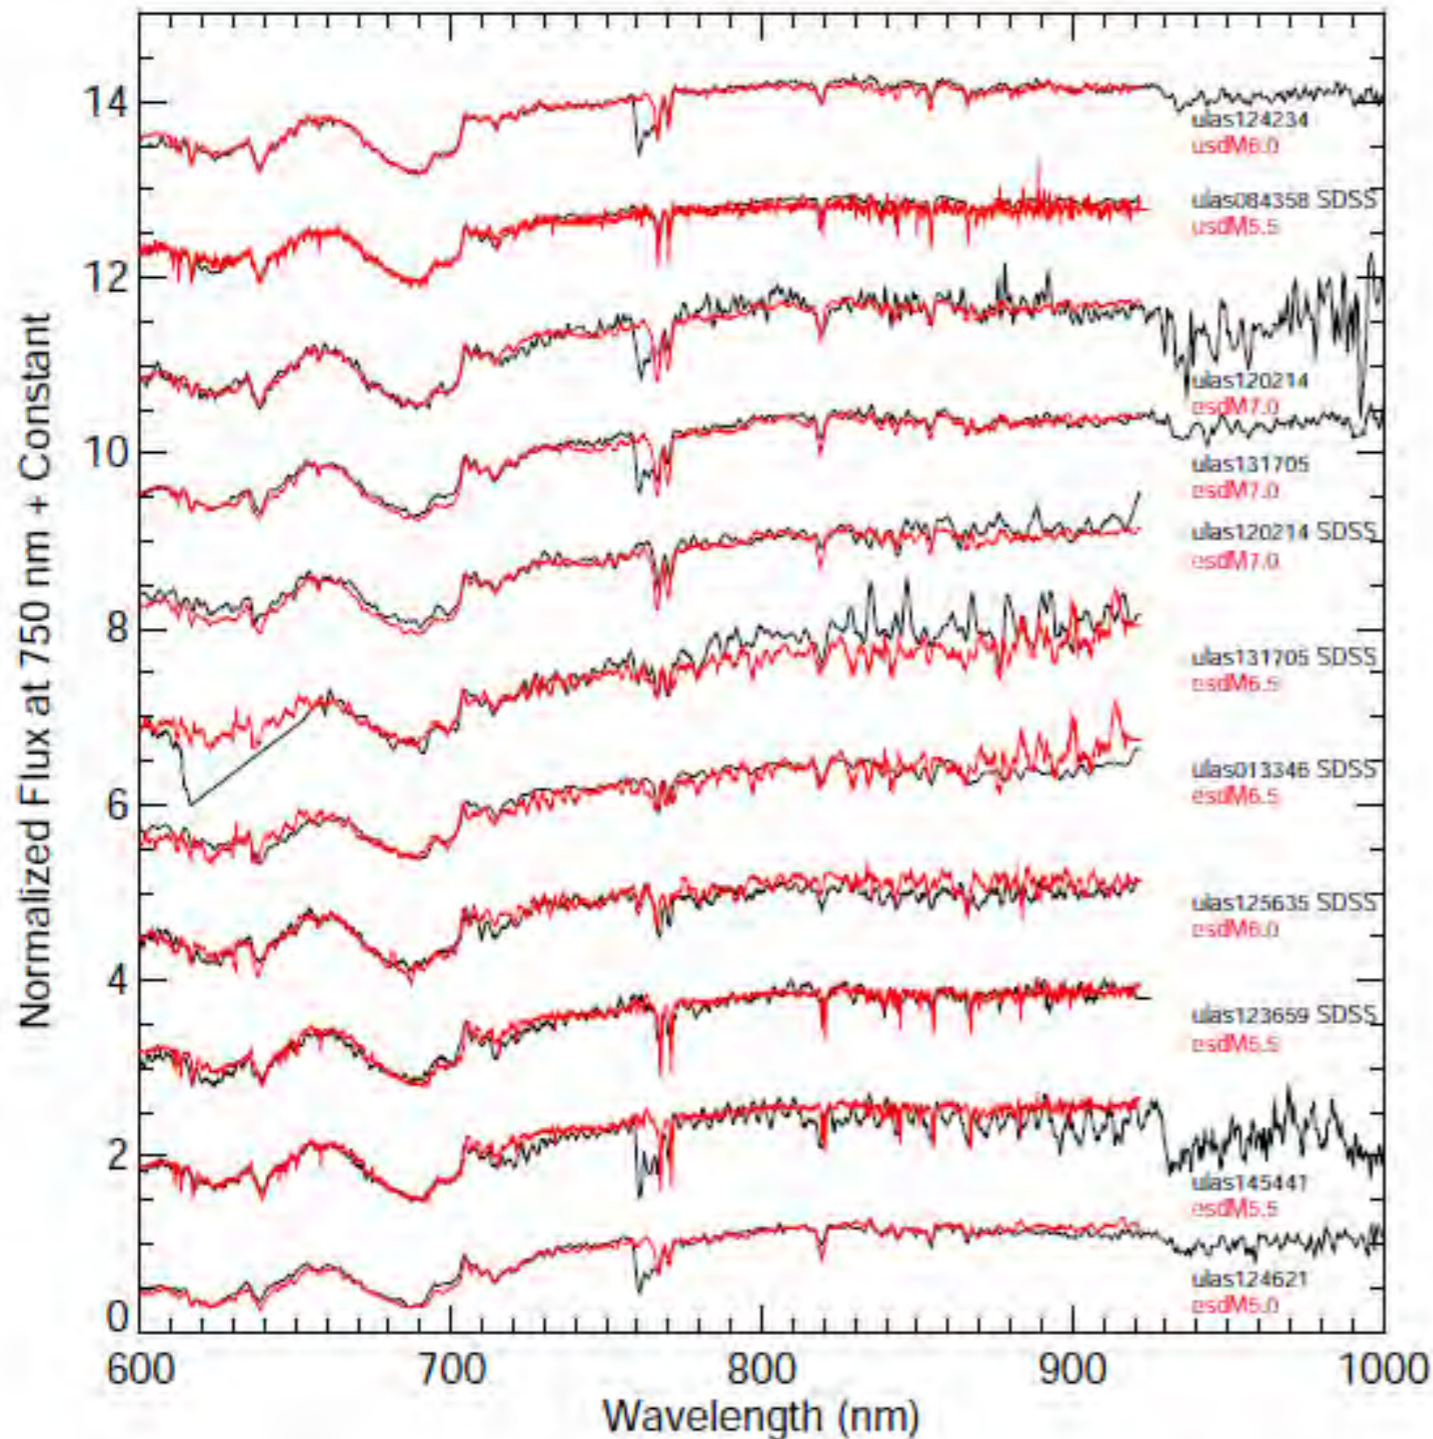 Normalized Flux at 750 nm + Constant
14
12
10
8
6
4
2
0
ulas124234
usdM6.0
ulas084358 SDSS
usdM5.5
ulas120214
esdM7.0
ulas131705
esdM7.0
ulas120214 SDSS
esdM7.0
ulas131705 SDSS
esdM6.5
ulas013346 SDSS
esdM6.5
ulas125635 SDSS
esdM6.0
ulas123659 SDSS
esdM5.5
ulas145441
esdM5.5
ulas124621
esdM5.0
600 700 800 900 1000
Wavelength (nm)